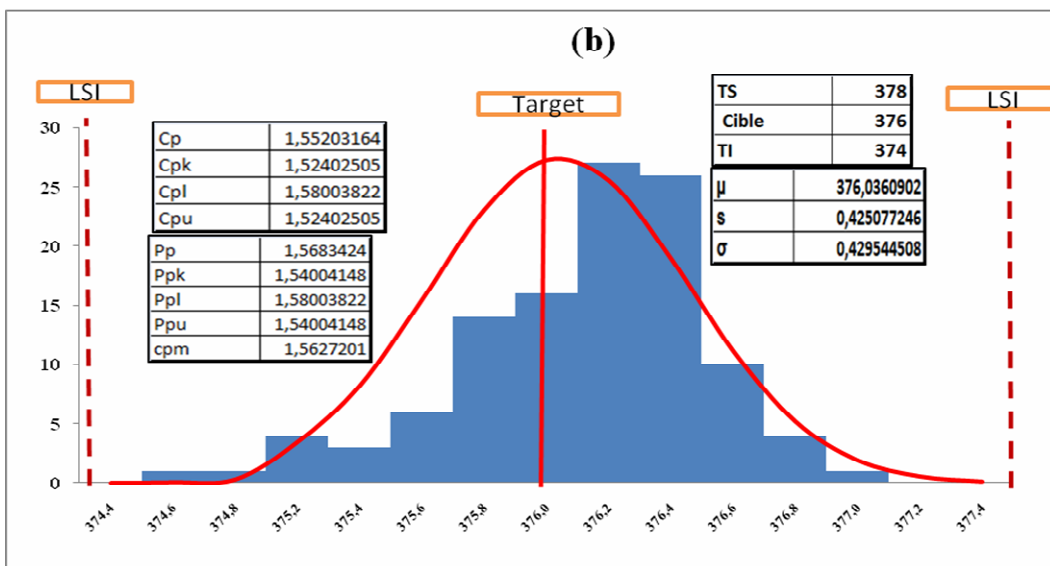 (b)
LSI
Target
LSI
TS 378
Cible 376
TI 374
µ 376,0360902
s 0,425077246
σ 0,429544508
Cp 1,55203164
Cpk 1,52402505
Cpl 1,58003822
Cpu 1,52402505
Pp 1,5683424
Ppk 1,54004148
Ppl 1,58003822
Ppu 1,54004148
cpm 1,5627201
30
25
20
15
10
5
0
374,4 374,6 374,8 375,2 375,4 375,6 375,8 376,0 376,2 376,4 376,6 376,8 377,0 377,2 377,4